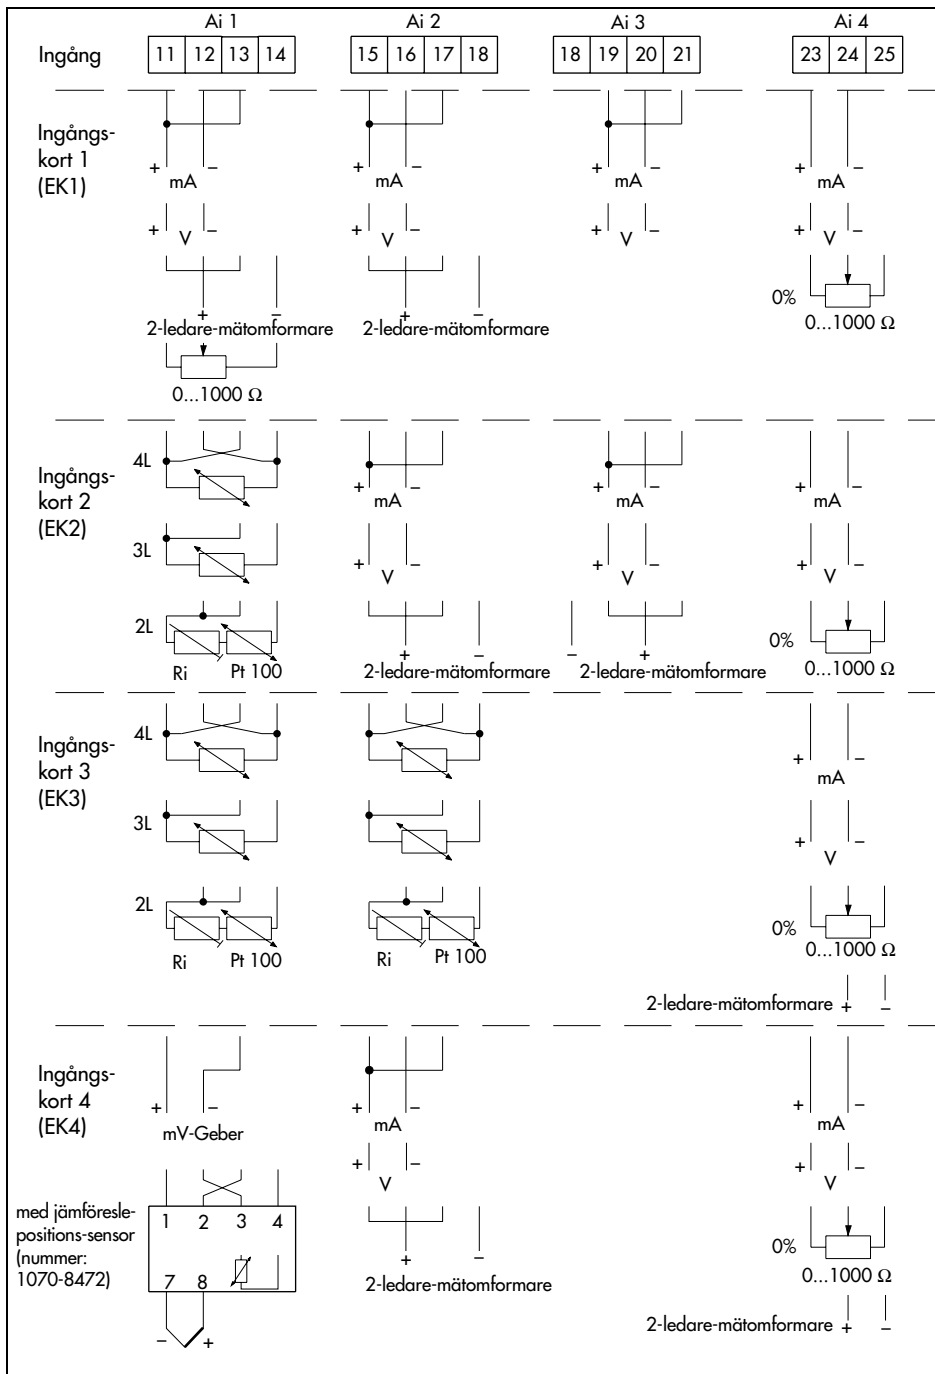 Ai 1 Ai 2 Ai 3 Ai 4
Ingång 11 12 13 14 15 16 17 18 18 19 20 21 23 24 25
Ingångs-
kort 1
(EK1)
+ – + – + – + –
mA mA mA mA
+ V – + V – + V – + V –
0%
+ – + –
2-ledare-mätomformare 2-ledare-mätomformare 0...1000 Ω
0...1000 Ω
Ingångs-
kort 2
(EK2)
4L
+ – + – + –
mA mA mA
3L
+ V – + V – + V –
2L
0%
+ – – + 
Ri Pt 100 2-ledare-mätomformare 2-ledare-mätomformare 0...1000 Ω
Ingångs-
kort 3
(EK3)
4L
+ –
mA
3L
+ V –
2L
0%
Ri Pt 100 Ri Pt 100 0...1000 Ω
2-ledare-mätomformare + –
Ingångs-
kort 4
(EK4)
+ – + – + –
mV-Geber mA mA
+ V – + V –
med jämföresle-
positions-sensor
(nummer:
1070-8472)
1 2 3 4
7 8
+ –
0%
2-ledare-mätomformare 0...1000 Ω
– +
2-ledare-mätomformare + –